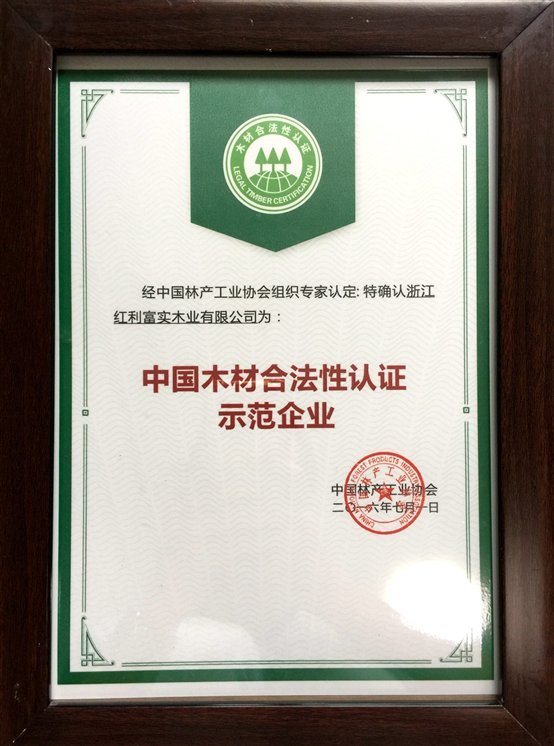 木材合法性认证
LEGAL TIMBER CERTIFICATION
经中国林产工业协会组织专家认定: 特确认浙江
红利富实木业有限公司为：
中国木材合法性认证
示范企业
中国林产工业协会
二〇一六年七月一日